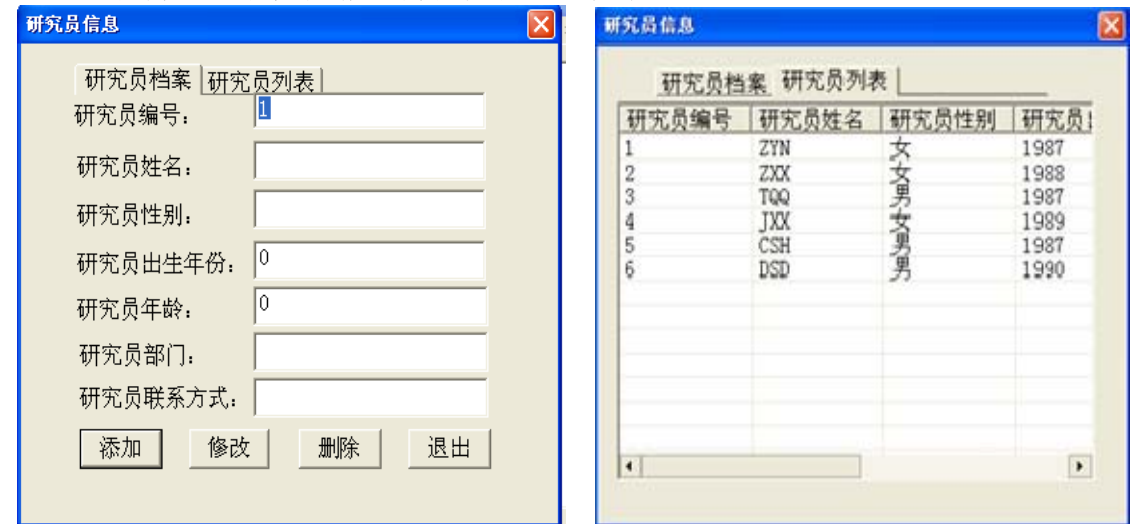 研究员信息
研究员档案 研究员列表
研究员编号: 1
研究员姓名:
研究员性别:
研究员出生年份: 0
研究员年龄: 0
研究员部门:
研究员联系方式:
添加 修改 删除 退出
研究员信息
研究员档案 研究员列表
研究员编号 研究员姓名 研究员性别 研究员
1 ZYN 女 1987
2 ZXX 女 1988
3 TQQ 男 1987
4 JXX 女 1989
5 CSH 男 1987
6 DSD 男 1990